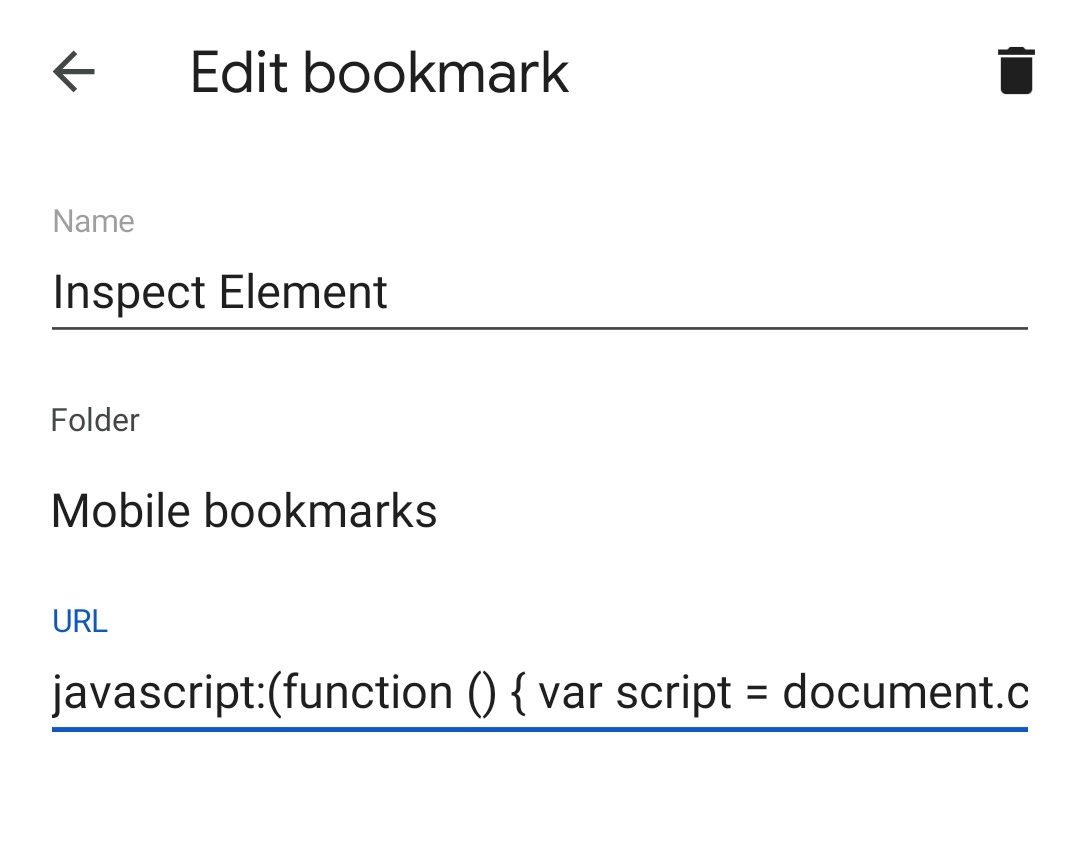 Edit bookmark
Name
Inspect Element
Folder
Mobile bookmarks
URL
javascript:(function () { var script = document.c